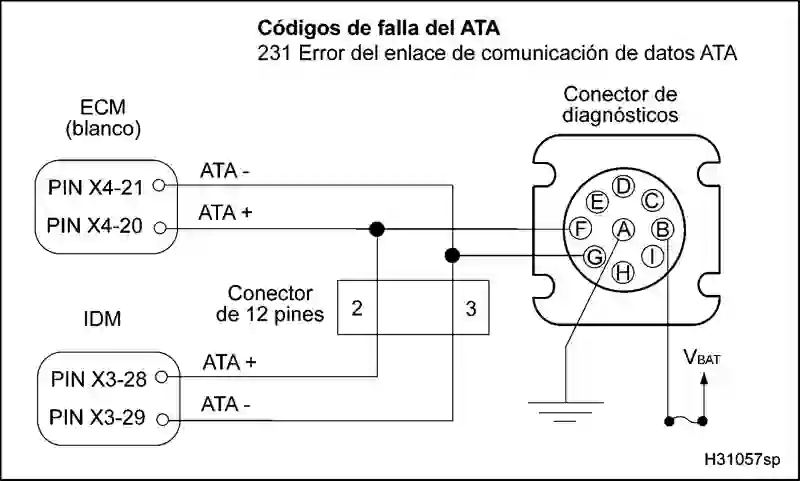 Códigos de falla del ATA
231 Error del enlace de comunicación de datos ATA
ECM
(blanco)
Conector de
diagnósticos
PIN X4-21
ATA -
PIN X4-20
ATA +
D
E
C
F
A
B
G
I
H
Conector
de 12 pines
2
3
IDM
PIN X3-28
ATA +
PIN X3-29
ATA -
VBAT
H31057sp